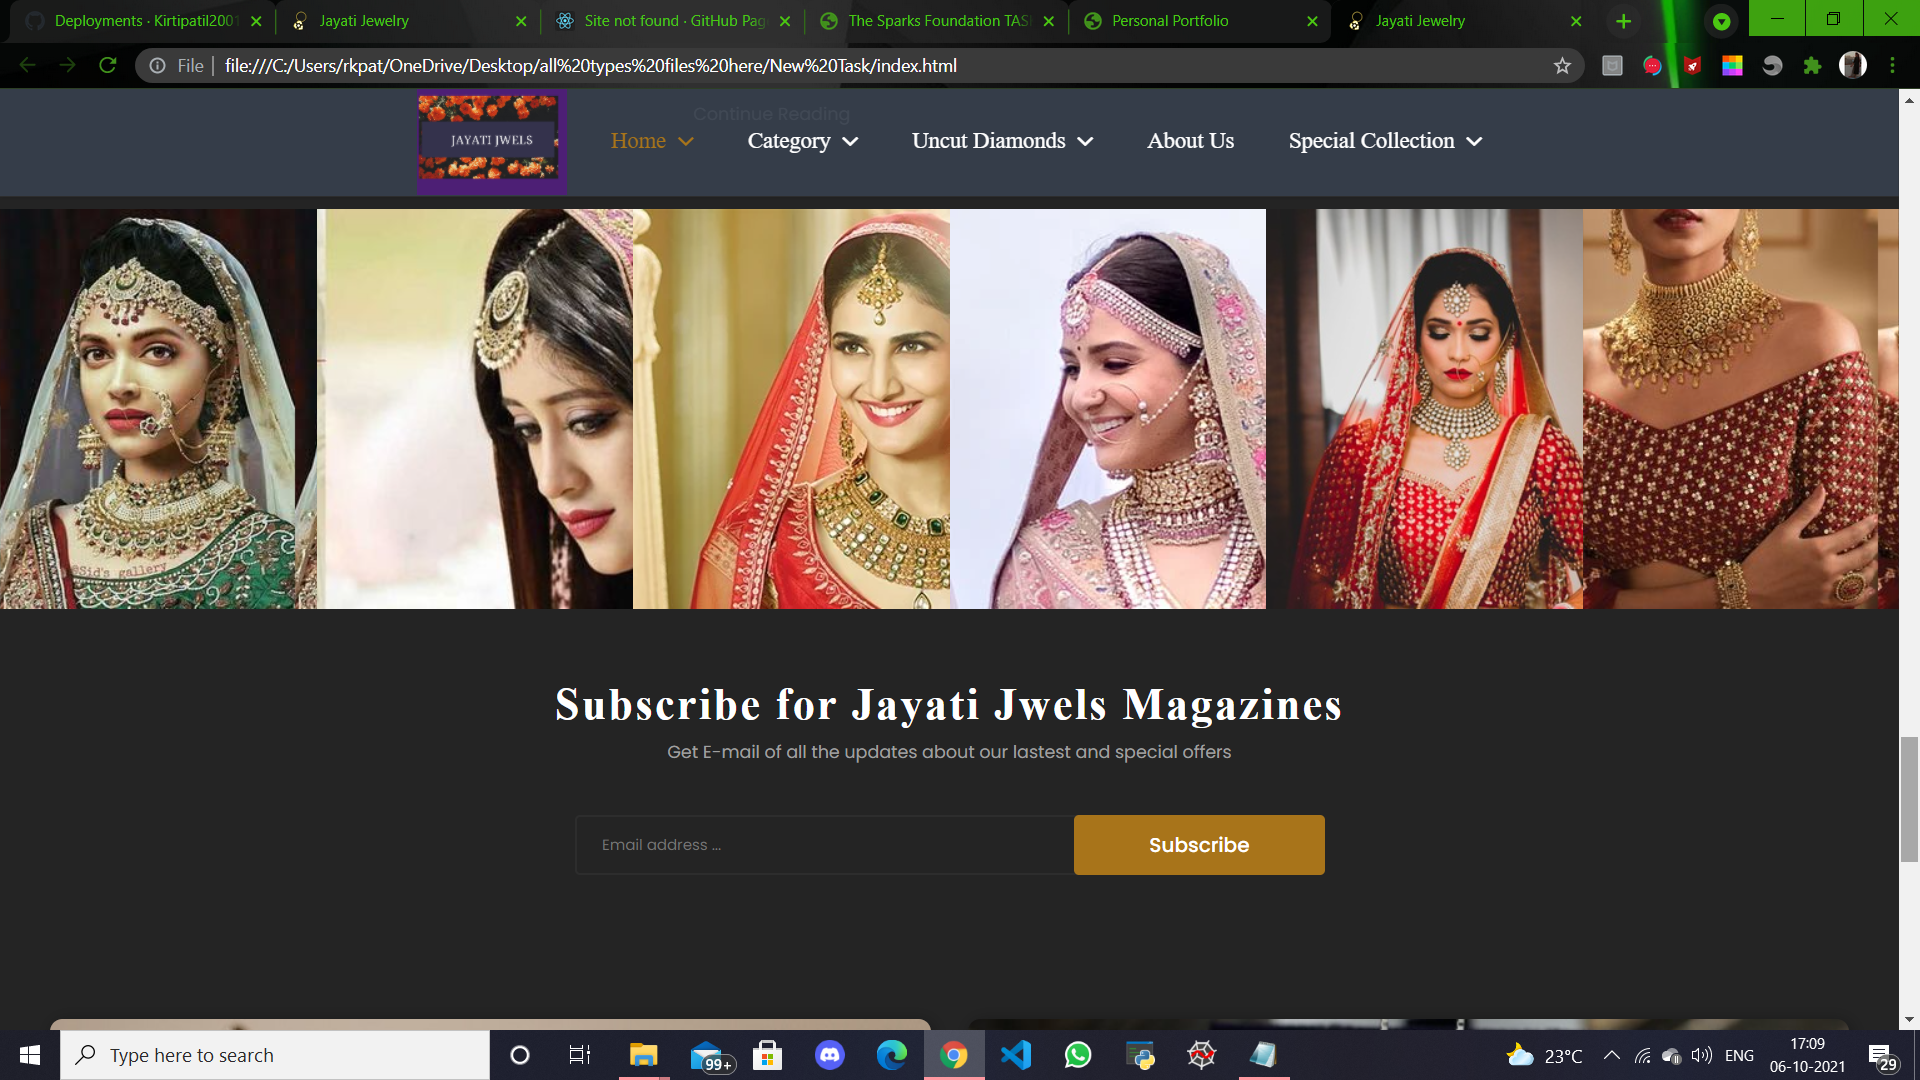 Deployments · Kirtipatil2001
Jayati Jewelry
Site not found · GitHub Pag
The Sparks Foundation TAS
Personal Portfolio
Jayati Jewelry
File
file:///C:/Users/rkpat/OneDrive/Desktop/all%20types%20files%20here/New%20Task/index.html
Continue Reading
JAYATI JWELS
Home
Category
Uncut Diamonds
About Us
Special Collection
Sid's gallery
Subscribe for Jayati Jwels Magazines
Get E-mail of all the updates about our lastest and special offers
Email address ...
Subscribe
Type here to search
99+
23°C
ENG
17:09
06-10-2021
29